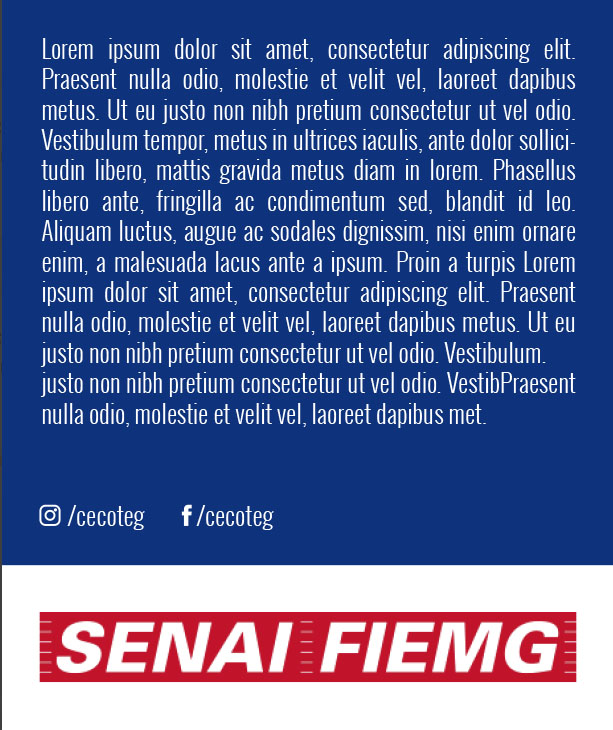 Lorem ipsum dolor sit amet, consectetur adipiscing elit.
Praesent nulla odio, molestie et velit vel, laoreet dapibus
metus. Ut eu justo non nibh pretium consectetur ut vel odio.
Vestibulum tempor, metus in ultrices iaculis, ante dolor sollici-
tudin libero, mattis gravida metus diam in lorem. Phasellus
libero ante, fringilla ac condimentum sed, blandit id leo.
Aliquam luctus, augue ac sodales dignissim, nisi enim ornare
enim, a malesuada lacus ante a ipsum. Proin a turpis Lorem
ipsum dolor sit amet, consectetur adipiscing elit. Praesent
nulla odio, molestie et velit vel, laoreet dapibus metus. Ut eu
justo non nibh pretium consectetur ut vel odio. Vestibulum.
justo non nibh pretium consectetur ut vel odio. VestibPraesent
nulla odio, molestie et velit vel, laoreet dapibus met.
/cecoteg /cecoteg
SENAI FIEMG